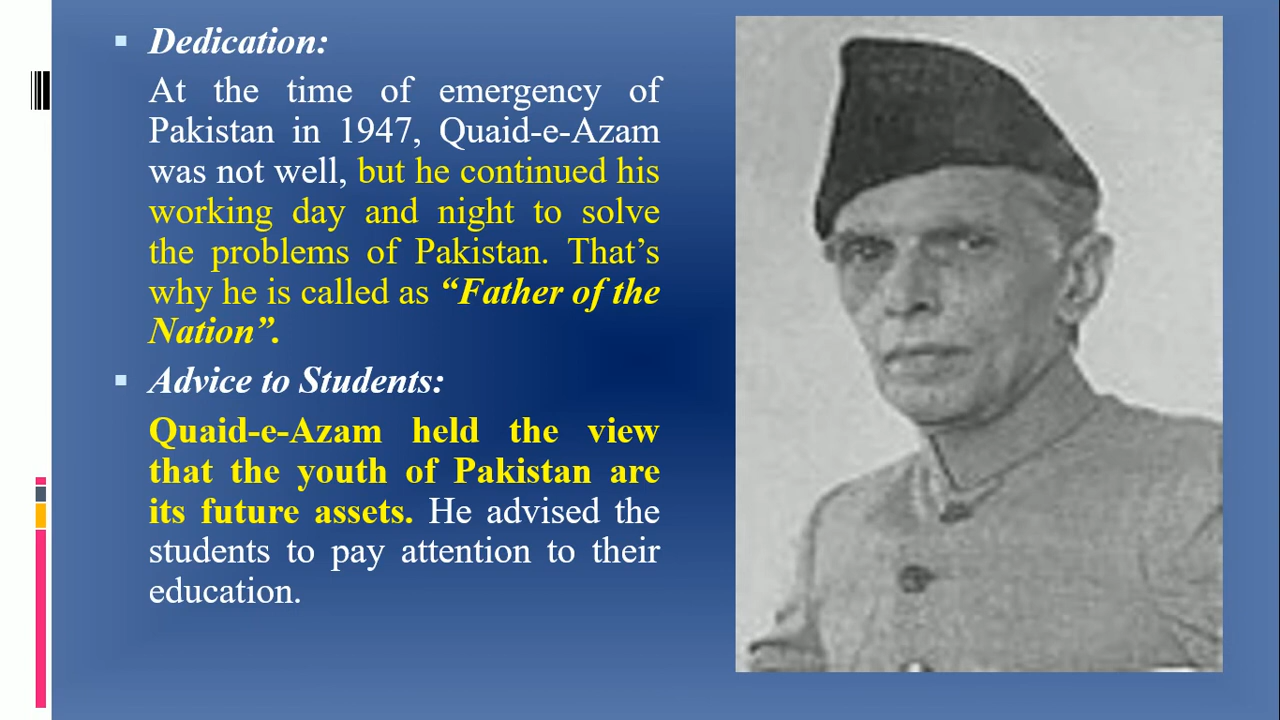 Dedication:
At the time of emergency of
Pakistan in 1947, Quaid-e-Azam
was not well, but he continued his
working day and night to solve
the problems of Pakistan. That’s
why he is called as “Father of the
Nation”.
Advice to Students:
Quaid-e-Azam held the view
that the youth of Pakistan are
its future assets. He advised the
students to pay attention to their
education.